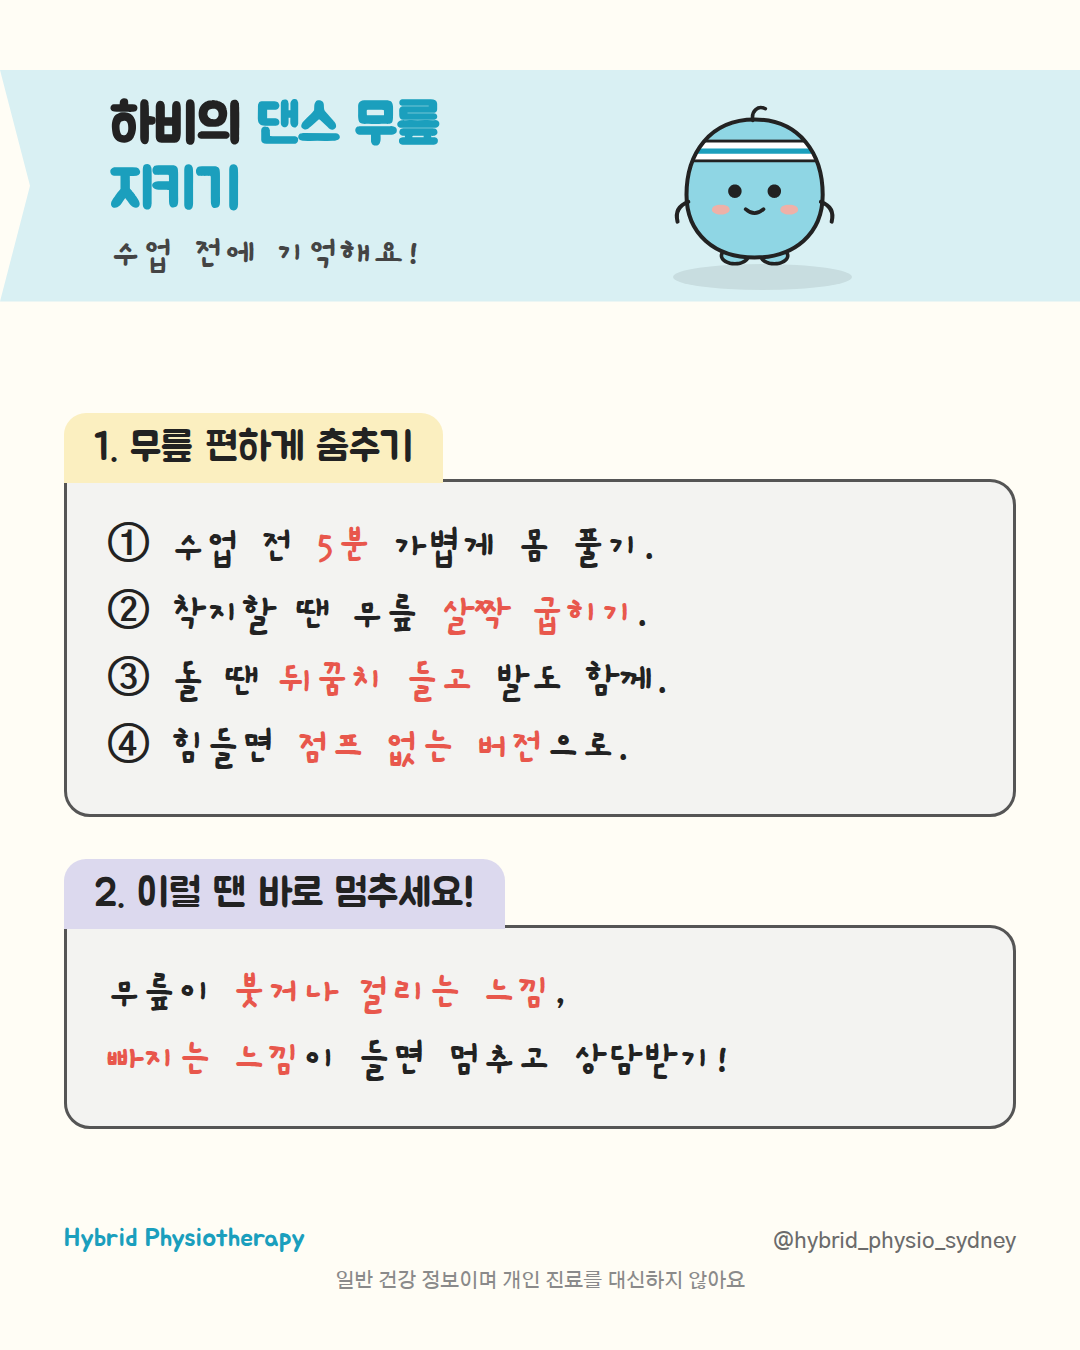 하비의 댄스 무릎
지키기
수업 전에 기억해요!
1. 무릎 편하게 춤추기
① 수업 전 5분 가볍게 몸 풀기.
② 착지할 땐 무릎 살짝 굽히기.
③ 돌 땐 뒤꿈치 들고 발도 함께.
④ 힘들면 점프 없는 버전으로.
2. 이럴 땐 바로 멈추세요!
무릎이 붓거나 걸리는 느낌,
빠지는 느낌이 들면 멈추고 상담받기!
Hybrid Physiotherapy
@hybrid_physio_sydney
일반 건강 정보이며 개인 진료를 대신하지 않아요